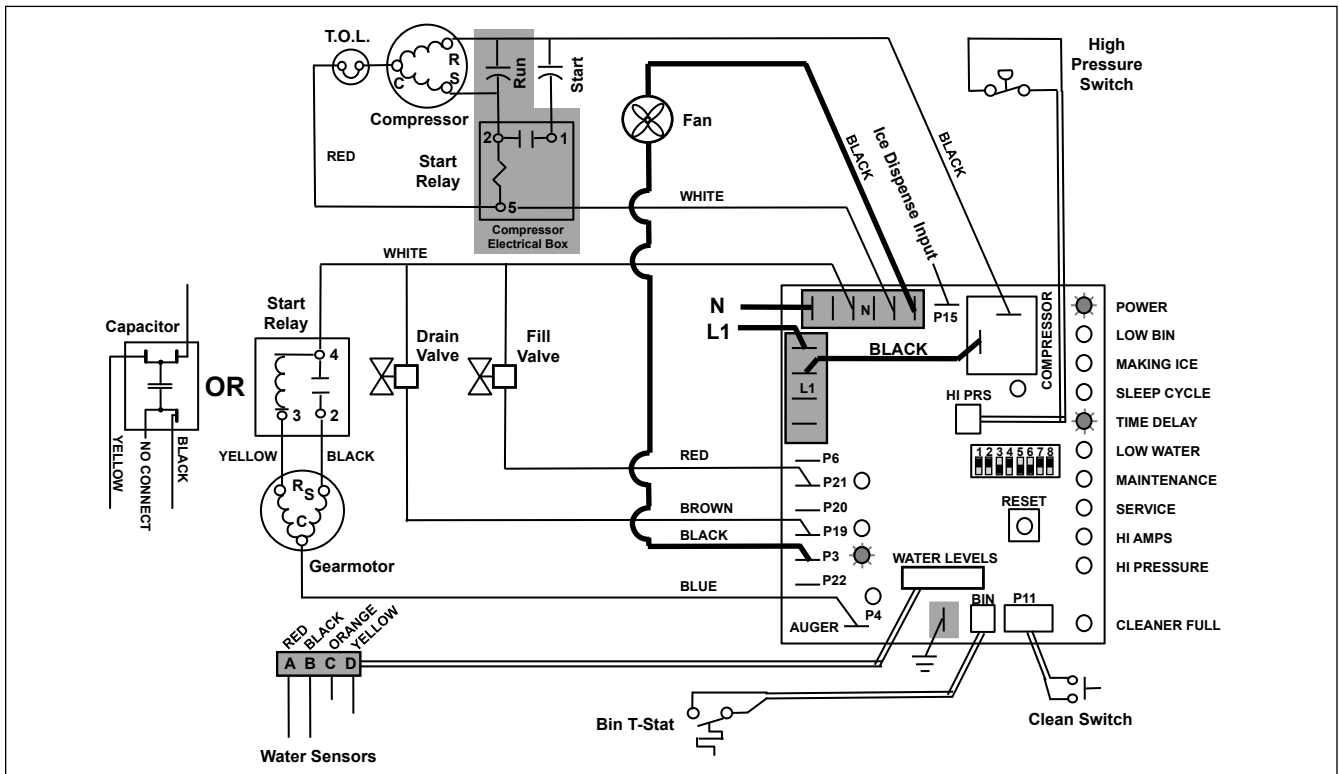 T.O.L.
R
S
C
Compressor
Run
Start
2
1
5
Start
Relay
Compressor
Electrical Box
RED
WHITE
Fan
BLACK
Ice Dispense Input
BLACK
High
Pressure
Switch
WHITE
Capacitor
YELLOW
NO CONNECT
BLACK
OR
Start
Relay
4
3
2
YELLOW
BLACK
R
S
C
Gearmotor
Drain
Valve
Fill
Valve
RED
BROWN
BLACK
BLUE
N
L1
N
P15
L1
BLACK
COMPRESSOR
HI PRS
1 2 3 4 5 6 7 8
RESET
P6
P21
P20
P19
P3
P22
P4
AUGER
WATER LEVELS
BIN
P11
POWER
LOW BIN
MAKING ICE
SLEEP CYCLE
TIME DELAY
LOW WATER
MAINTENANCE
SERVICE
HI AMPS
HI PRESSURE
CLEANER FULL
RED
BLACK
ORANGE
YELLOW
A B C D
Water Sensors
Bin T-Stat
Clean Switch